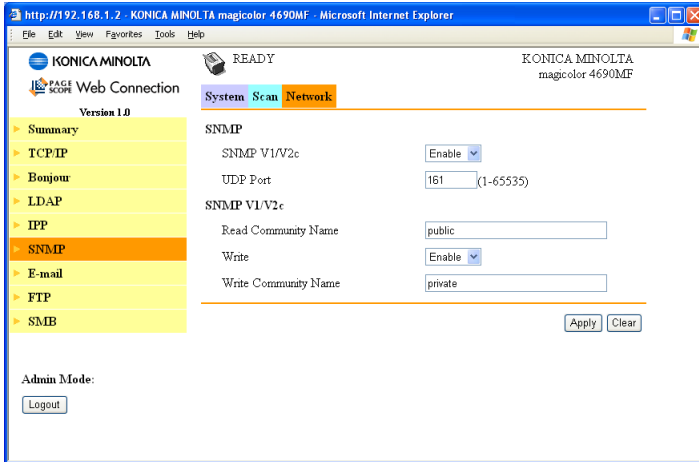 http://192.168.1.2 - KONICA MINOLTA magicolor 4690MF - Microsoft Internet Explorer
File Edit View Favorites Tools Help
KONICA MINOLTA
PAGE SCOPE Web Connection
Version 1.0
READY
KONICA MINOLTA
magicolor 4690MF
System Scan Network
Summary
TCP/IP
Bonjour
LDAP
IPP
SNMP
E-mail
FTP
SMB
Admin Mode:
Logout
SNMP
SNMP V1/V2c Enable
UDP Port 161 (1-65535)
SNMP V1/V2c
Read Community Name public
Write Enable
Write Community Name private
Apply Clear